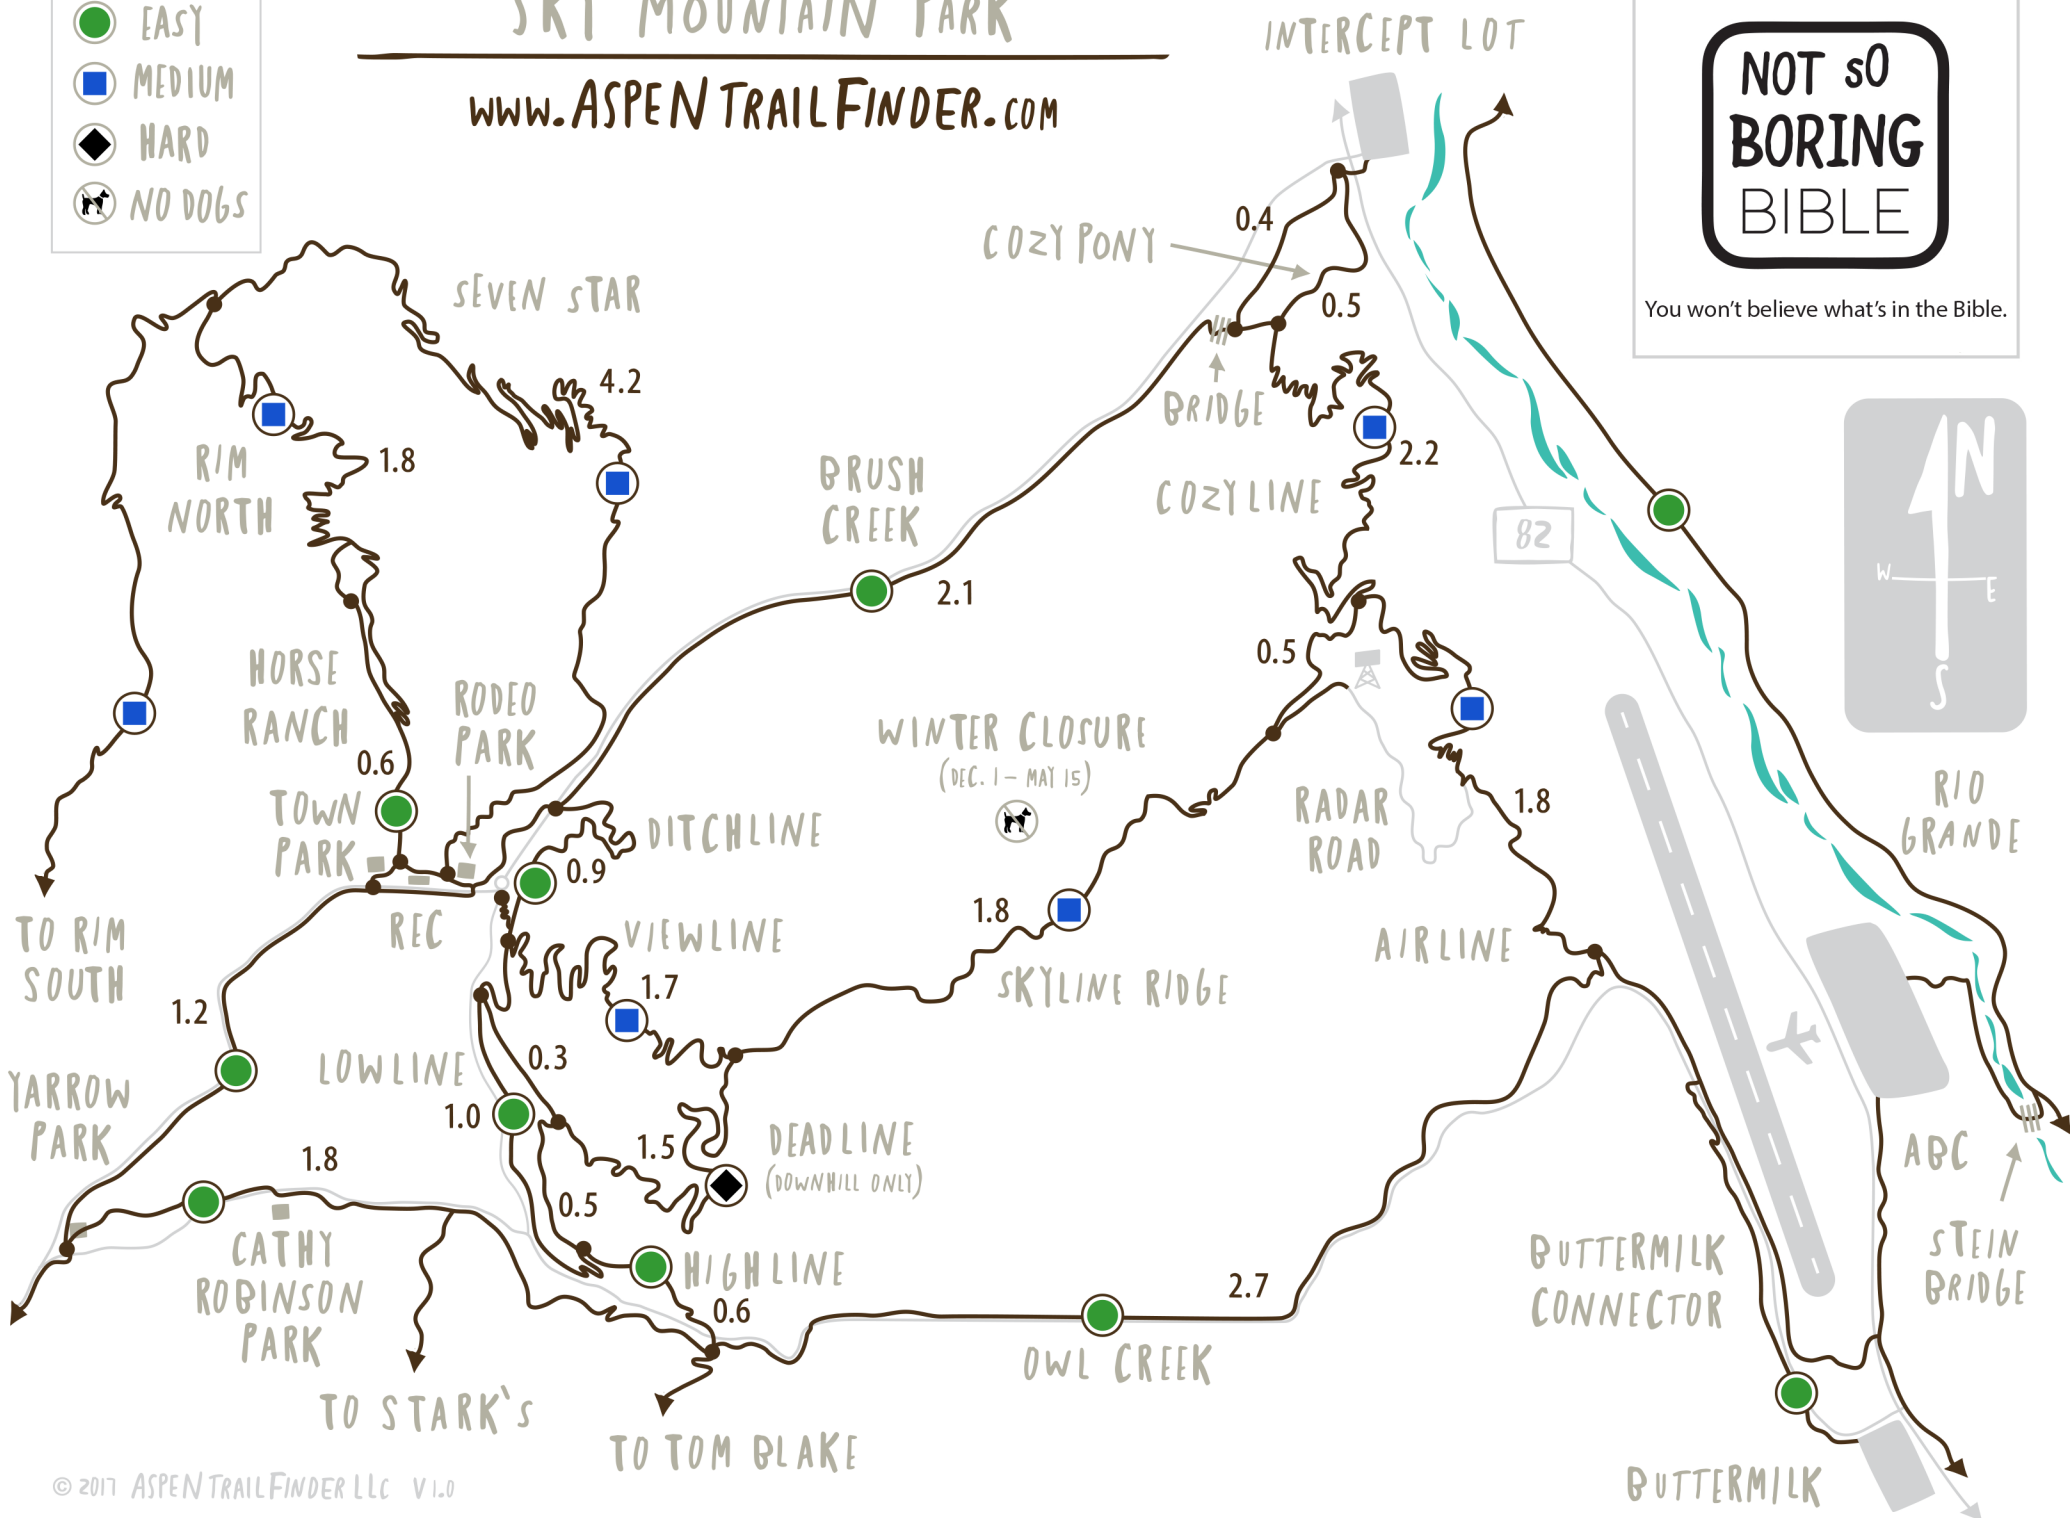 SKY MOUNTAIN PARK
www.ASPENTRAILFINDER.COM
EASY
MEDIUM
HARD
NO DOGS
INTERCEPT LOT
NOT SO
BORING
BIBLE
You won't believe what's in the Bible.
N
W
E
S
0.4
COZY PONY
0.5
BRIDGE
SEVEN STAR
4.2
RIM
NORTH
1.8
BRUSH
CREEK
2.1
2.2
COZYLINE
82
HORSE
RANCH
0.6
RODEO
PARK
TOWN
PARK
REC
0.5
WINTER CLOSURE
(DEC. 1 - MAY 15)
RADAR
ROAD
1.8
RIO
GRANDE
DITCHLINE
0.9
VIEWLINE
1.7
1.8
SKYLINE RIDGE
AIRLINE
TO RIM
SOUTH
1.2
YARROW
PARK
LOWLINE
0.3
1.0
1.5
DEADLINE
(DOWNHILL ONLY)
0.5
HIGHLINE
0.6
1.8
CATHY
ROBINSON
PARK
TO STARK'S
TO TOM BLAKE
OWL CREEK
2.7
BUTTERMILK
CONNECTOR
ABC
STEIN
BRIDGE
BUTTERMILK
© 2017 ASPENTRAILFINDER LLC V 1.0